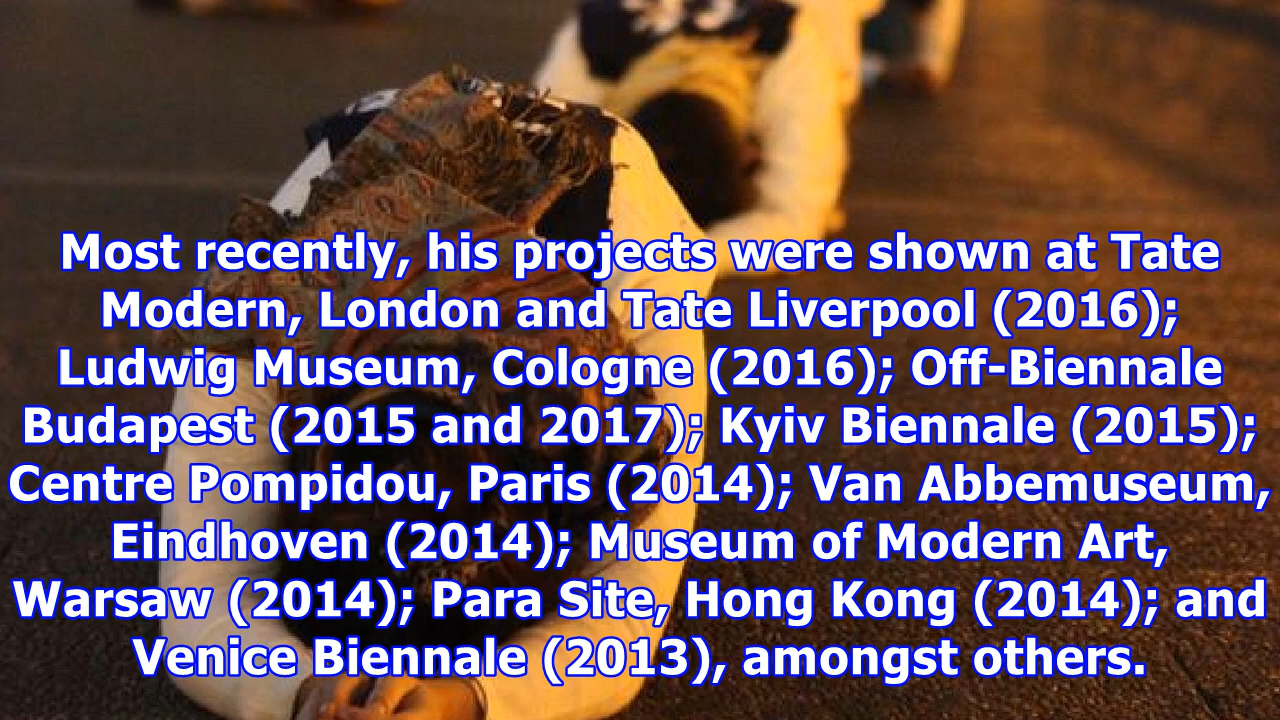 Most recently, his projects were shown at Tate
Modern, London and Tate Liverpool (2016);
Ludwig Museum, Cologne (2016); Off-Biennale
Budapest (2015 and 2017); Kyiv Biennale (2015);
Centre Pompidou, Paris (2014); Van Abbemuseum,
Eindhoven (2014); Museum of Modern Art,
Warsaw (2014); Para Site, Hong Kong (2014); and
Venice Biennale (2013), amongst others.